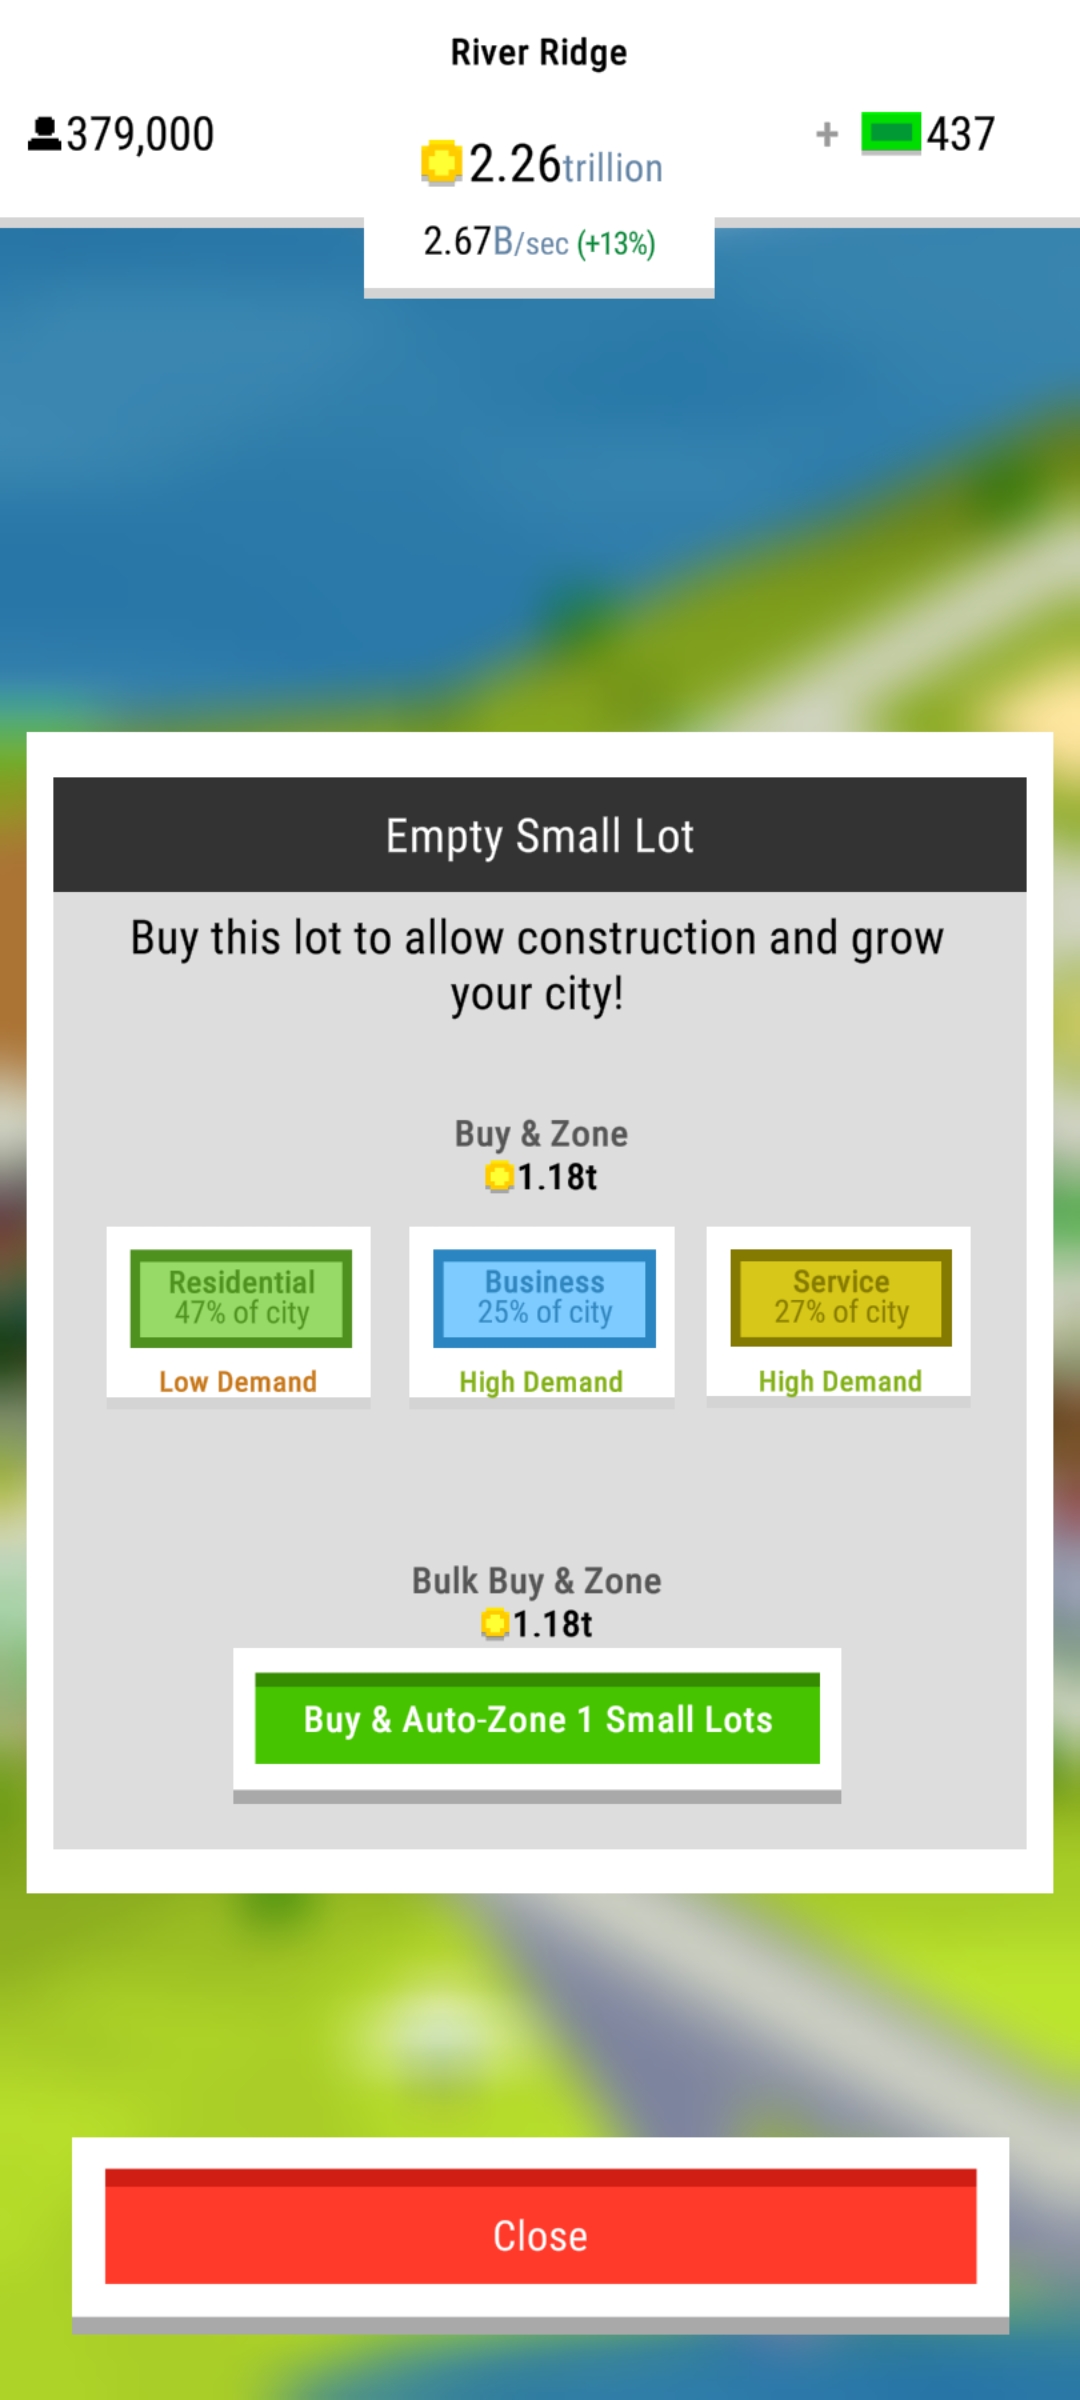 River Ridge
379,000
2.26trillion
+ 437
2.67B/sec (+13%)
Empty Small Lot
Buy this lot to allow construction and grow
your city!
Buy & Zone
1.18t
Residential
47% of city
Low Demand
Business
25% of city
High Demand
Service
27% of city
High Demand
Bulk Buy & Zone
1.18t
Buy & Auto-Zone 1 Small Lots
Close